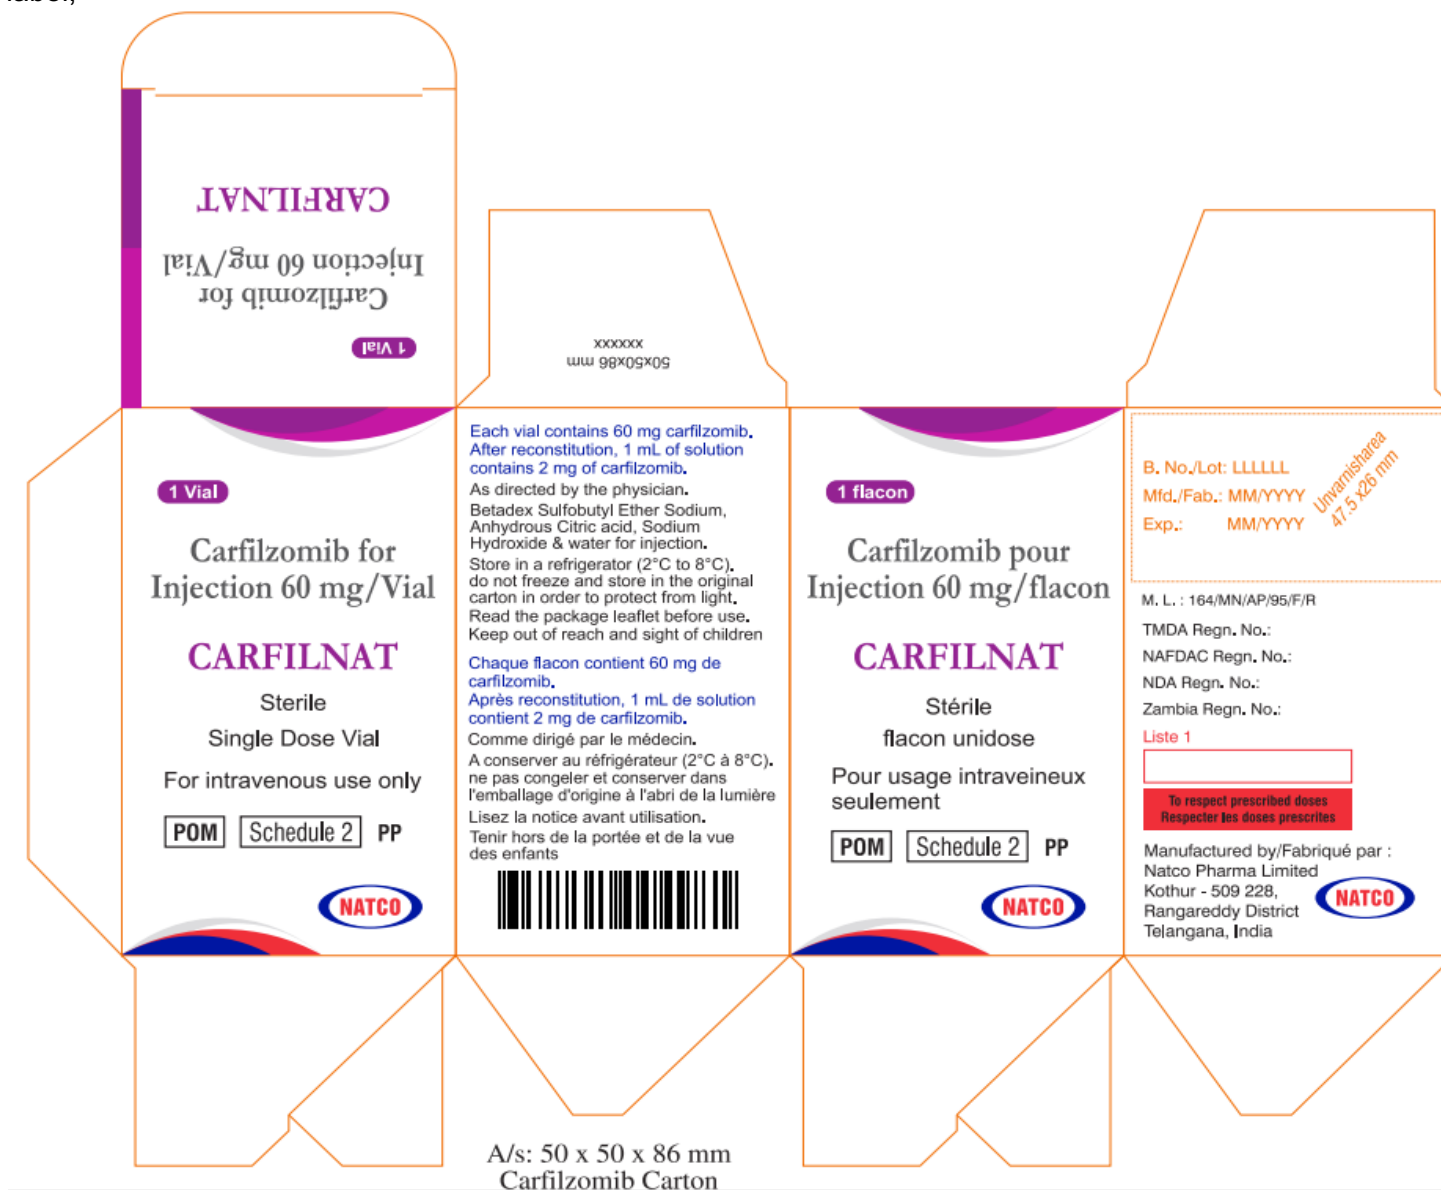 CARFILNAT
Carfilzomib for
Injection 60 mg/Vial
1 Vial
50x50x86 mm
xxxxxx
1 Vial
Carfilzomib for
Injection 60 mg/Vial
CARFILNAT
Sterile
Single Dose Vial
For intravenous use only
POM Schedule 2 PP
NATCO
Each vial contains 60 mg carfilzomib.
After reconstitution, 1 mL of solution
contains 2 mg of carfilzomib.
As directed by the physician.
Betadex Sulfobutyl Ether Sodium,
Anhydrous Citric acid, Sodium
Hydroxide & water for injection.
Store in a refrigerator (2°C to 8°C).
do not freeze and store in the original
carton in order to protect from light.
Read the package leaflet before use.
Keep out of reach and sight of children
Chaque flacon contient 60 mg de
carfilzomib.
Après reconstitution, 1 mL de solution
contient 2 mg de carfilzomib.
Comme dirigé par le médecin.
A conserver au réfrigérateur (2°C à 8°C).
ne pas congeler et conserver dans
l'emballage d'origine à l'abri de la lumière
Lisez la notice avant utilisation.
Tenir hors de la portée et de la vue
des enfants
1 flacon
Carfilzomib pour
Injection 60 mg/flacon
CARFILNAT
Stérile
flacon unidose
Pour usage intraveineux
seulement
POM Schedule 2 PP
NATCO
B. No./Lot: LLLLLL
Mfd./Fab.: MM/YYYY
Exp.: MM/YYYY
Unvarnisharea
47.5 x26 mm
M. L. : 164/MN/AP/95/F/R
TMDA Regn. No.:
NAFDAC Regn. No.:
NDA Regn. No.:
Zambia Regn. No.:
Liste 1
To respect prescribed doses
Respecter les doses prescrites
Manufactured by/Fabriqué par :
Natco Pharma Limited
Kothur - 509 228,
Rangareddy District
Telangana, India
NATCO
A/s: 50 x 50 x 86 mm
Carfilzomib Carton